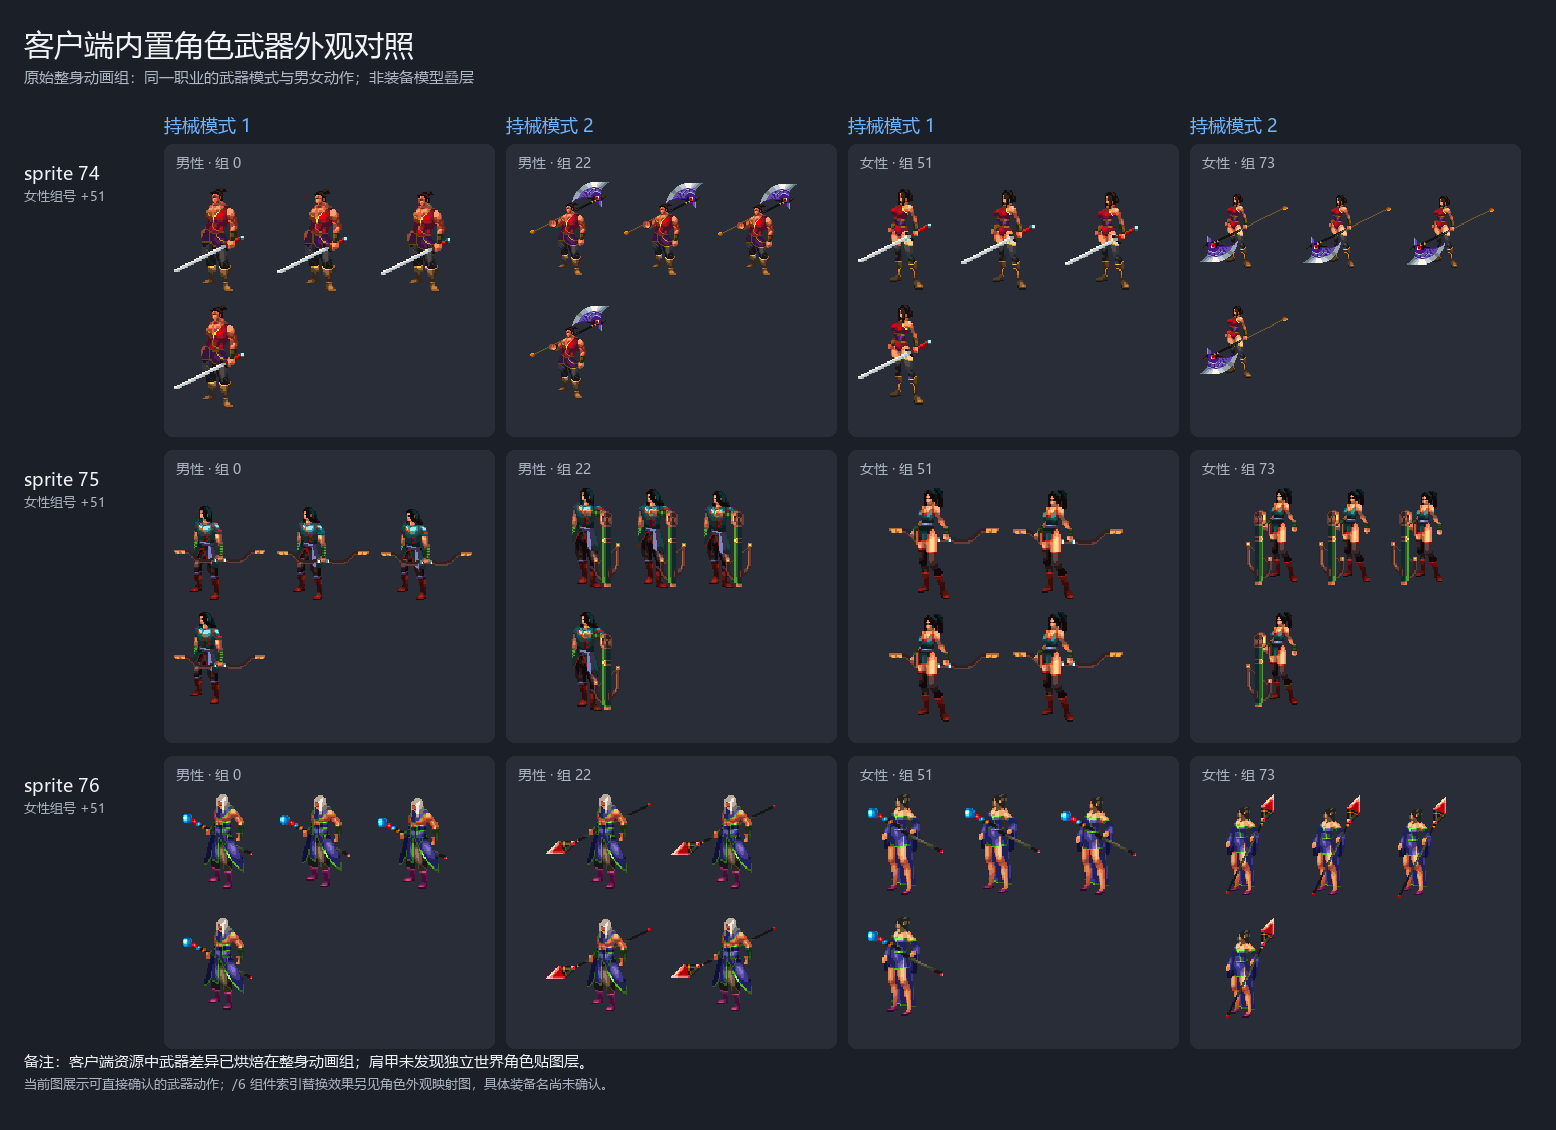 客户端内置角色武器外观对照
原始整身动画组：同一职业的武器模式与男女动作；非装备模型叠层
持械模式 1
持械模式 2
持械模式 1
持械模式 2
sprite 74
女性组号 +51
男性 · 组 0
男性 · 组 22
女性 · 组 51
女性 · 组 73
sprite 75
女性组号 +51
男性 · 组 0
男性 · 组 22
女性 · 组 51
女性 · 组 73
sprite 76
女性组号 +51
男性 · 组 0
男性 · 组 22
女性 · 组 51
女性 · 组 73
备注：客户端资源中武器差异已烘焙在整身动画组；肩甲未发现独立世界角色贴图层。
当前图展示可直接确认的武器动作；/6 组件索引替换效果另见角色外观映射图，具体装备名尚未确认。